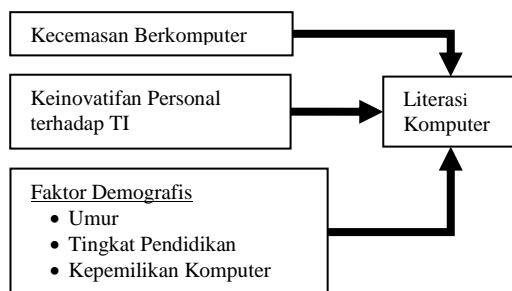 Kecemasan Berkomputer
Keinovatifan Personal
terhadap TI
Literasi
Komputer
Faktor Demografis
• Umur
• Tingkat Pendidikan
• Kepemilikan Komputer